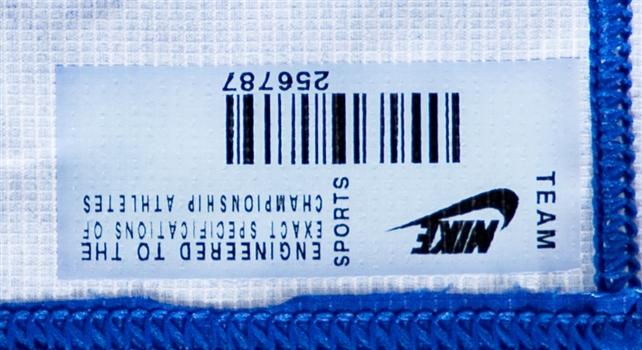 TEAM
NIKE
SPORTS
ENGINEERED TO THE
EXACT SPECIFICATIONS OF
CHAMPIONSHIP ATHLETES
256787